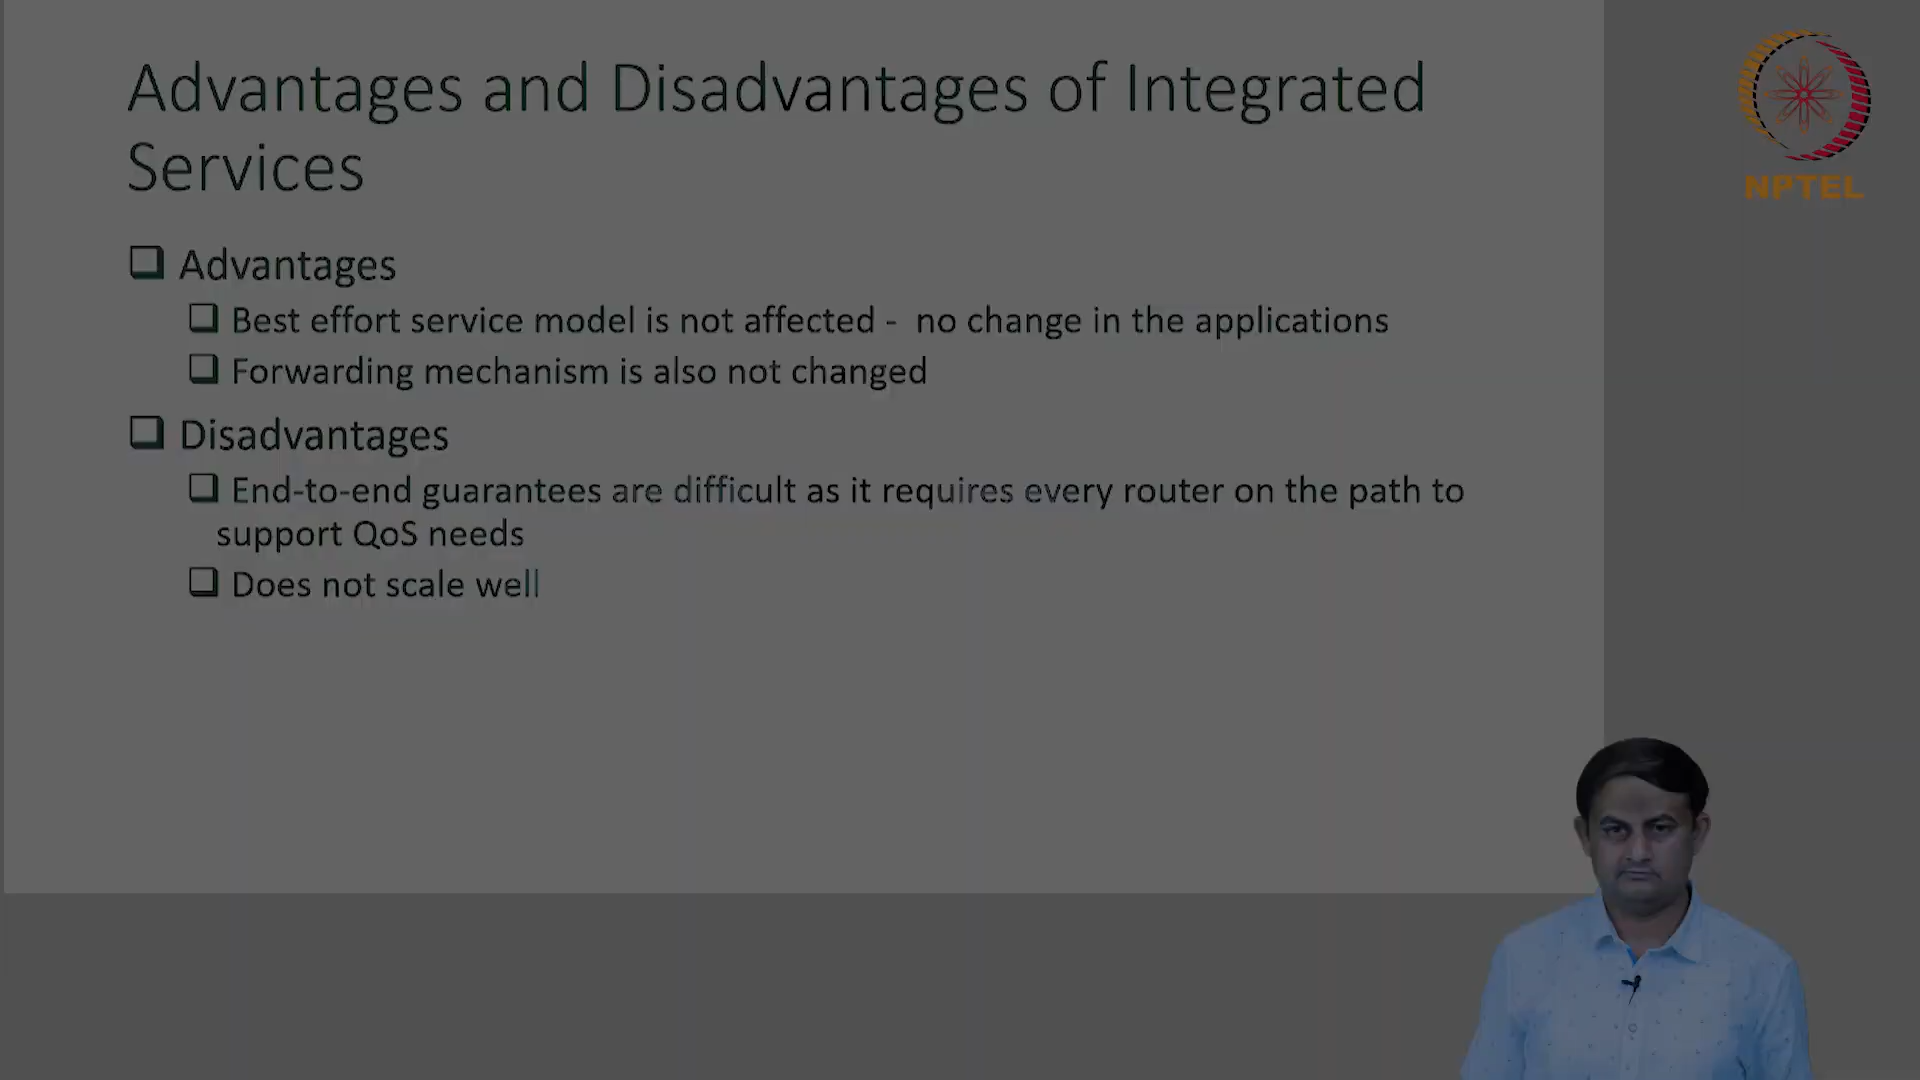 Advantages and Disadvantages of Integrated
Services
NPTEL
Advantages
Best effort service model is not affected - no change in the applications
Forwarding mechanism is also not changed
Disadvantages
End-to-end guarantees are difficult as it requires every router on the path to
support QoS needs
Does not scale well